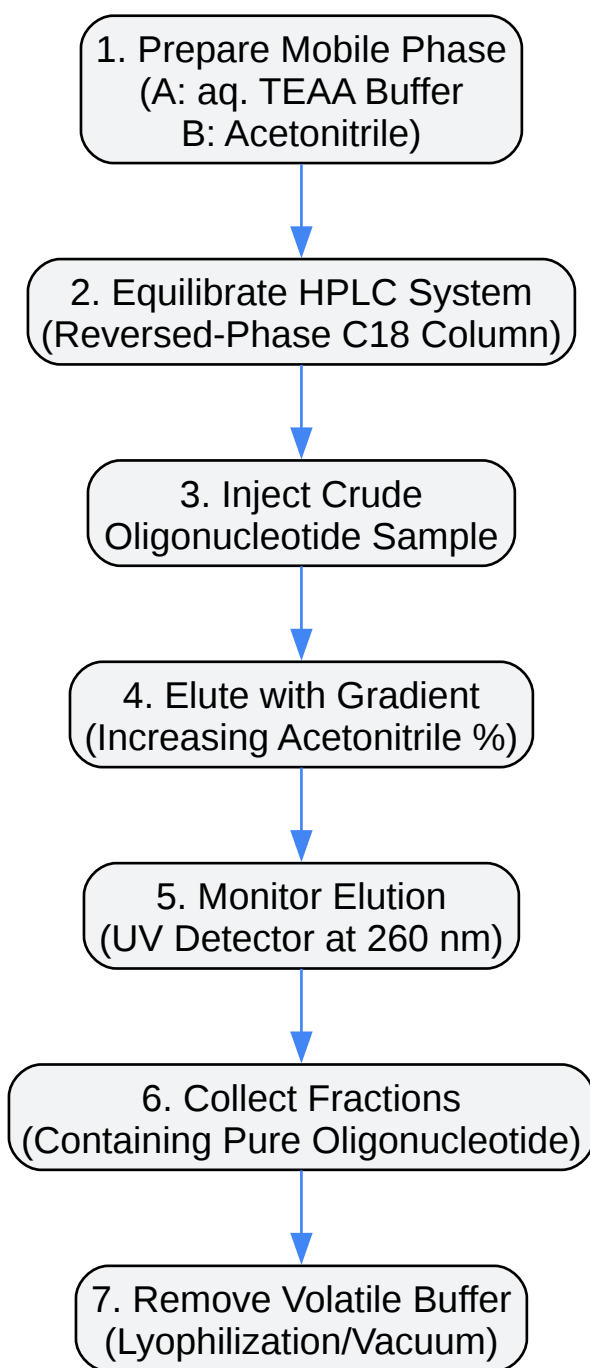 1. Prepare Mobile Phase
(A: aq. TEAA Buffer
B: Acetonitrile)
2. Equilibrate HPLC System
(Reversed-Phase C18 Column)
3. Inject Crude
Oligonucleotide Sample
4. Elute with Gradient
(Increasing Acetonitrile %)
5. Monitor Elution
(UV Detector at 260 nm)
6. Collect Fractions
(Containing Pure Oligonucleotide)
7. Remove Volatile Buffer
(Lyophilization/Vacuum)